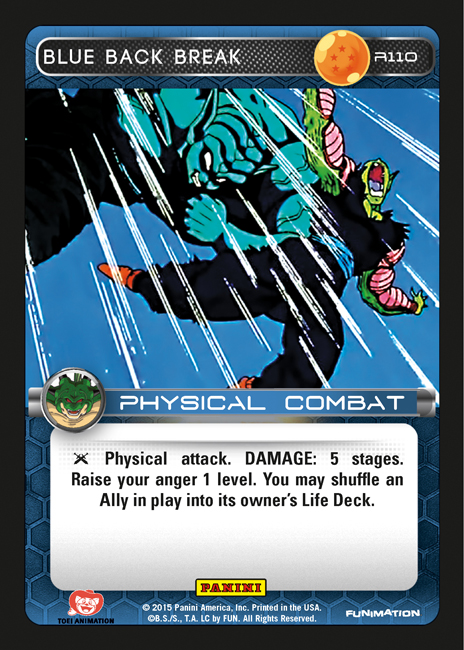 BLUE BACK BREAK
R110
PHYSICAL COMBAT
Physical attack. DAMAGE: 5 stages.
Raise your anger 1 level. You may shuffle an
Ally in play into its owner's Life Deck.
PANINI
© 2015 Panini America, Inc. Printed in the USA.
©B.S./S., T.A. LC by FUN. All Rights Reserved.
TOEI ANIMATION
FUNIMATION